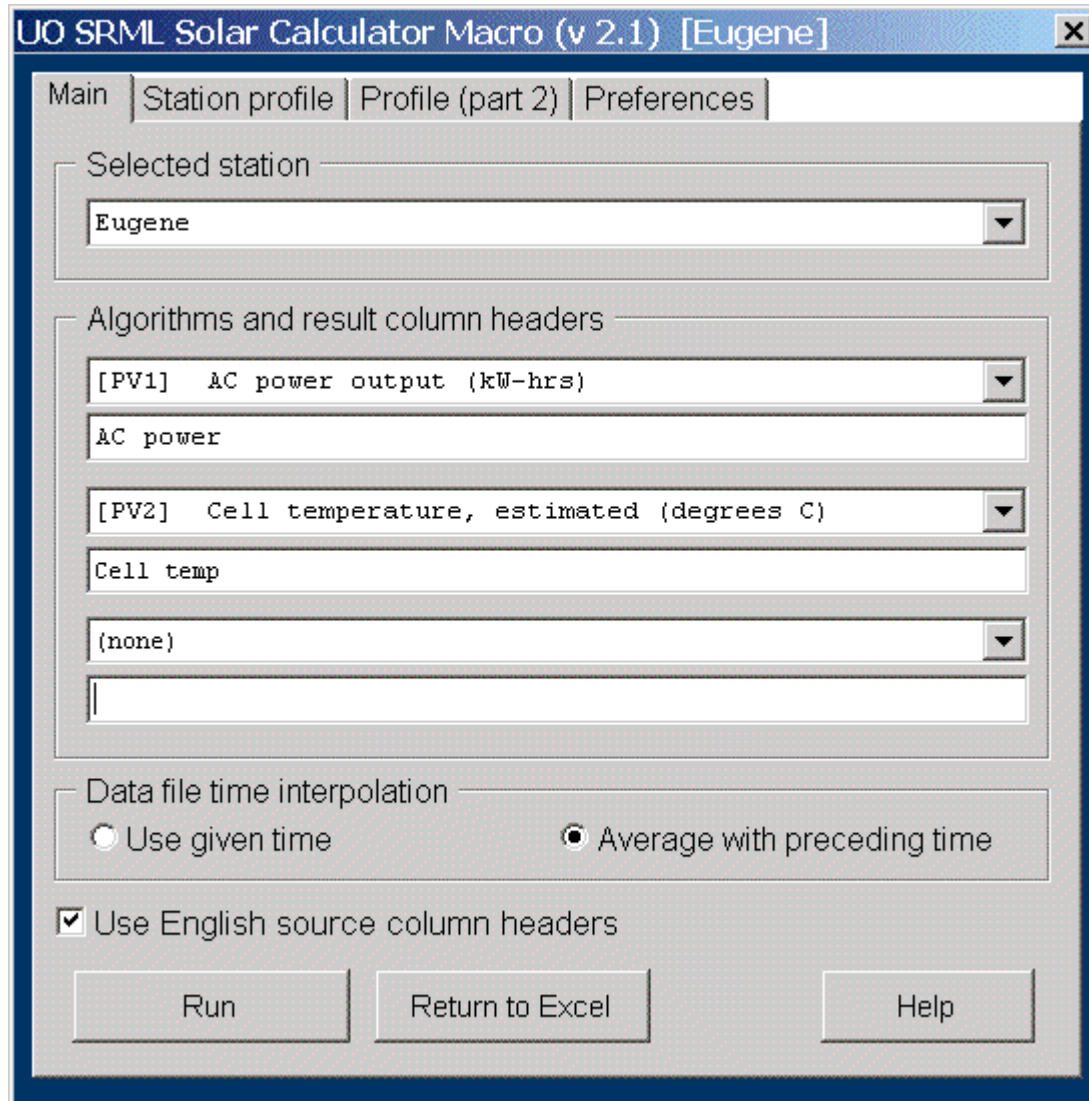 UO SRML Solar Calculator Macro (v 2.1) [Eugene]
Main Station profile Profile (part 2) Preferences
Selected station
Eugene
Algorithms and result column headers
[PV1] AC power output (kW-hrs)
AC power
[PV2] Cell temperature, estimated (degrees C)
Cell temp
(none)
Data file time interpolation
Use given time Average with preceding time
Use English source column headers
Run Return to Excel Help